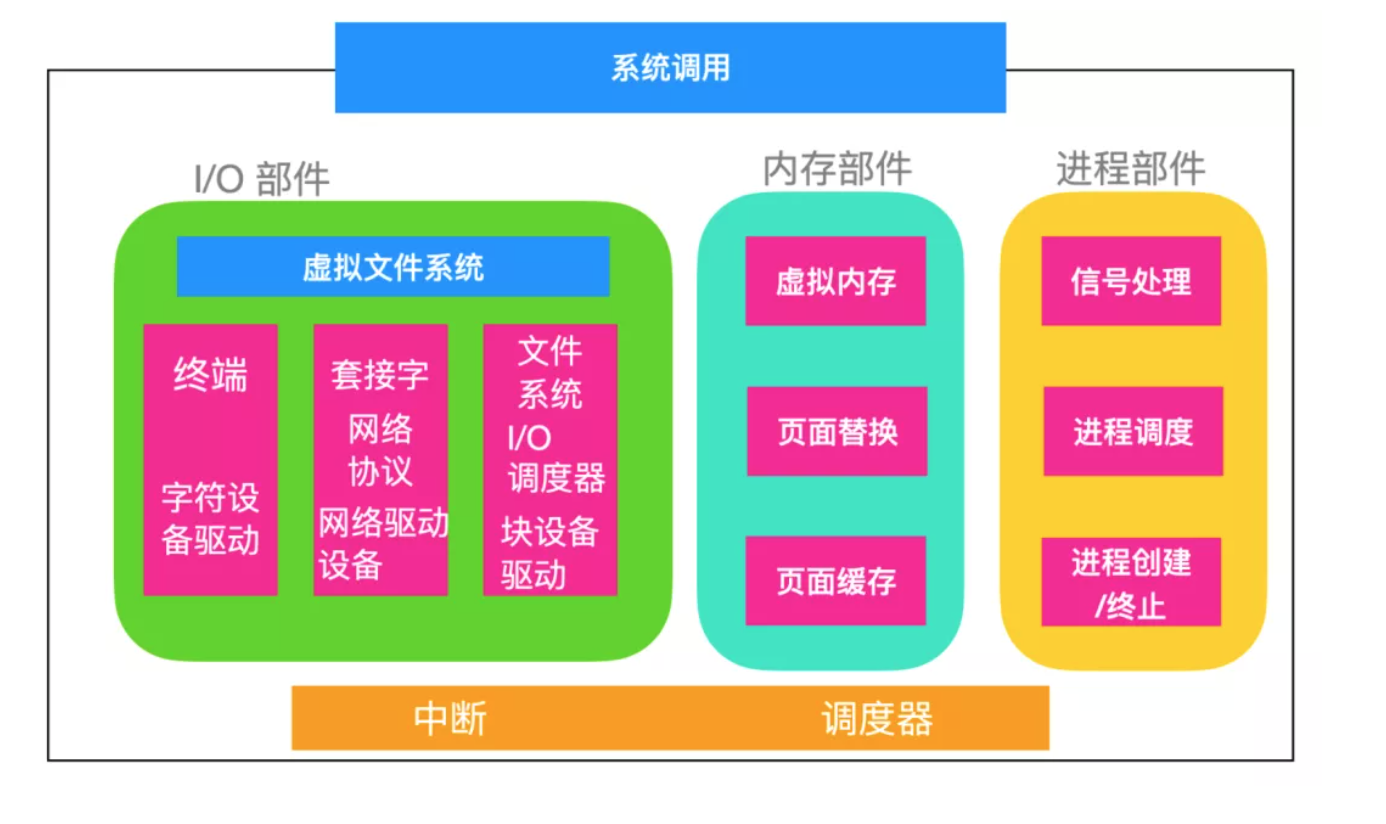 系统调用
I/O 部件
内存部件
进程部件
虚拟文件系统
终端
字符设
备驱动
套接字
网络
协议
网络驱动
设备
文件
系统
I/O
调度器
块设备
驱动
虚拟内存
页面替换
页面缓存
信号处理
进程调度
进程创建
/终止
中断
调度器